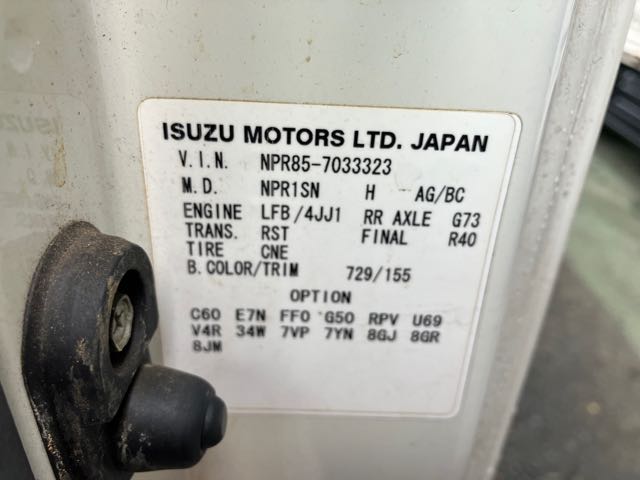 ISUZU MOTORS LTD. JAPAN
V.I.N. NPR85-7033323
M.D. NPR1SN H AG/BC
ENGINE LFB/4JJ1 RR AXLE G73
TRANS. RST FINAL R40
TIRE CNE
B.COLOR/TRIM 729/155
OPTION
C60 E7N FF0 G50 RPV U69
V4R 34W 7VP 7YN 8GJ 8GR
8JM